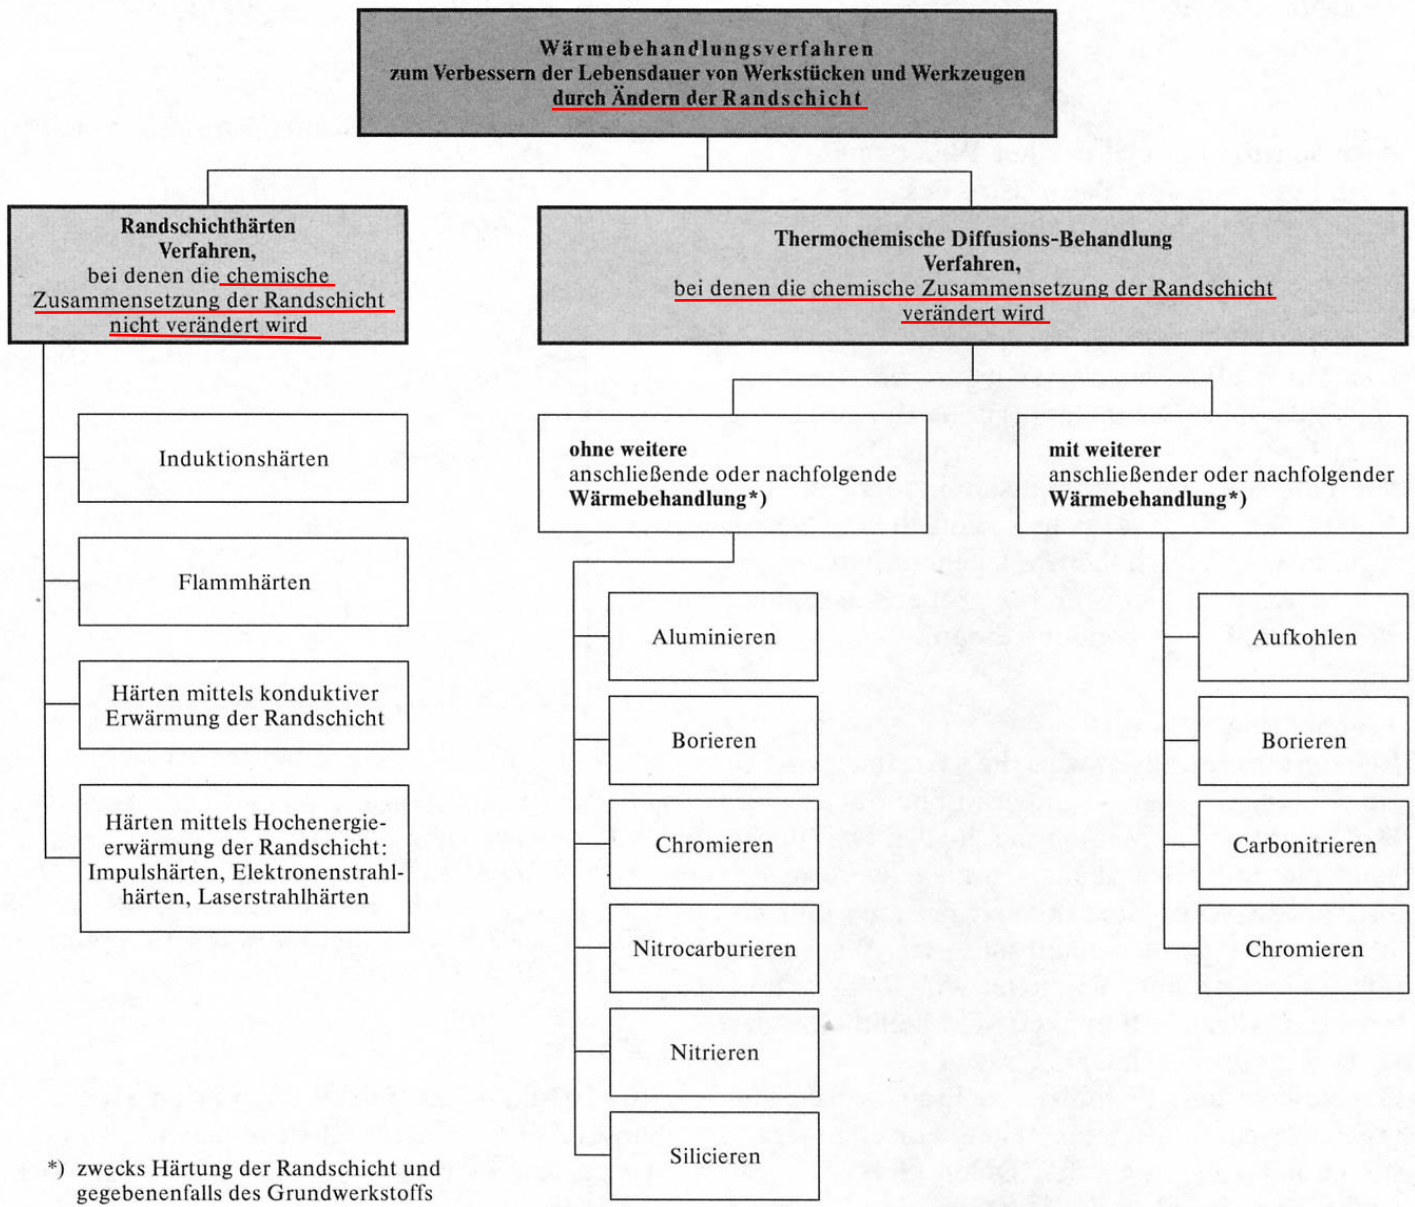 Wärmebehandlungsverfahren
zum Verbessern der Lebensdauer von Werkstücken und Werkzeugen
durch Ändern der Randschicht
Randschichthärten
Verfahren,
bei denen die chemische
Zusammensetzung der Randschicht
nicht verändert wird
Induktionshärten
Flammhärten
Härten mittels konduktiver
Erwärmung der Randschicht
Härten mittels Hochenergie-
erwärmung der Randschicht:
Impulshärten, Elektronenstrahl-
härten, Laserstrahlhärten
Thermochemische Diffusions-Behandlung
Verfahren,
bei denen die chemische Zusammensetzung der Randschicht
verändert wird
ohne weitere
anschließende oder nachfolgende
Wärmebehandlung*)
Aluminieren
Borieren
Chromieren
Nitrocarburieren
Nitrieren
Silicieren
mit weiterer
anschließender oder nachfolgender
Wärmebehandlung*)
Aufkohlen
Borieren
Carbonitrieren
Chromieren
*) zwecks Härtung der Randschicht und
gegebenenfalls des Grundwerkstoffs